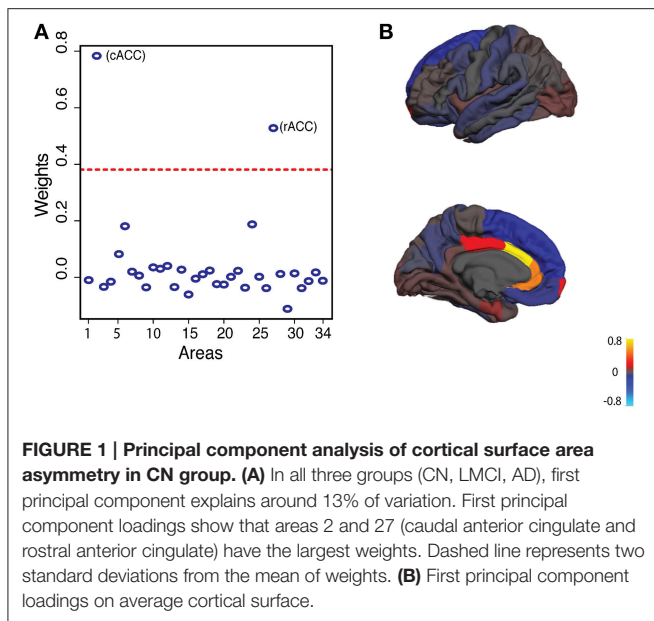 A
B
0.8
0.6
0.4
0.2
0.0
Weights
(cACC)
(rACC)
1 5 10 15 20 25 30 34
Areas
0.8
0
-0.8
FIGURE 1 | Principal component analysis of cortical surface area
asymmetry in CN group. (A) In all three groups (CN, LMCI, AD), first
principal component explains around 13% of variation. First principal
component loadings show that areas 2 and 27 (caudal anterior cingulate and
rostral anterior cingulate) have the largest weights. Dashed line represents two
standard deviations from the mean of weights. (B) First principal component
loadings on average cortical surface.